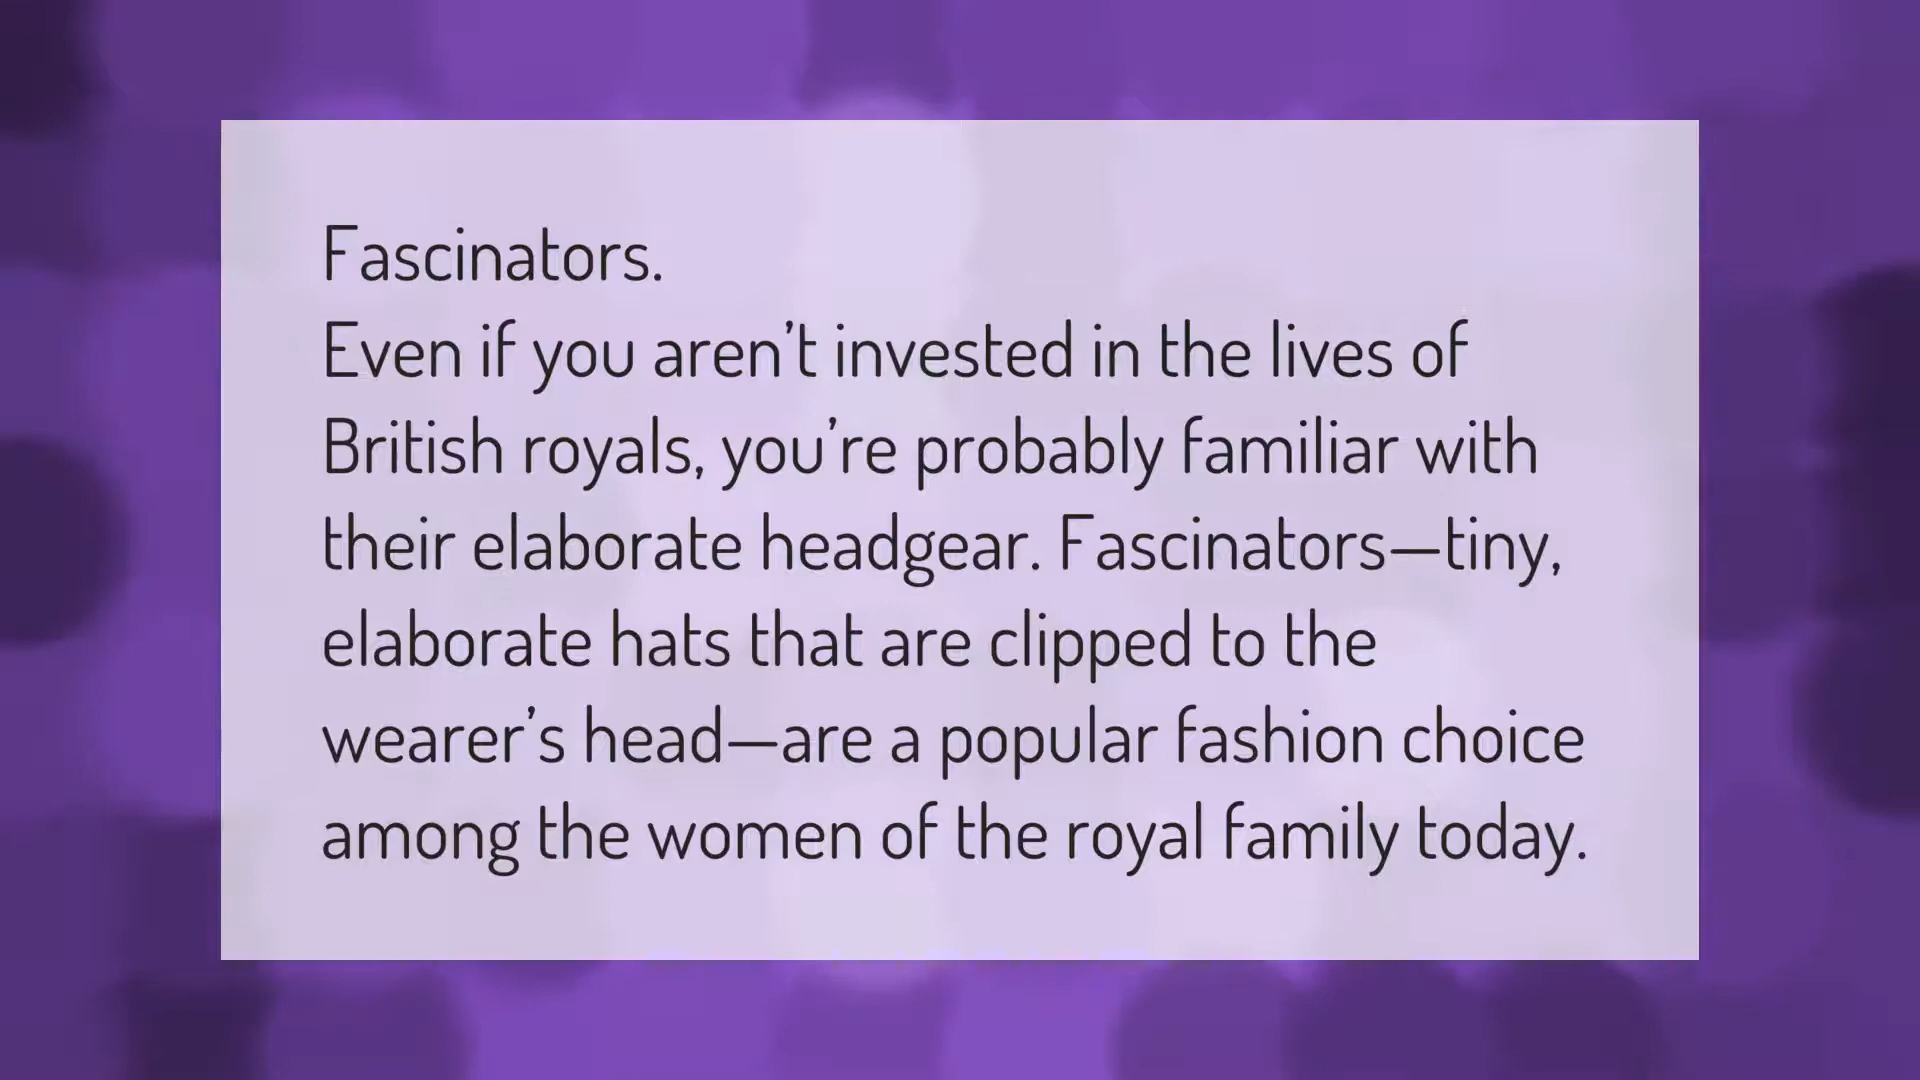 Fascinators.
Even if you aren’t invested in the lives of
British royals, you’re probably familiar with
their elaborate headgear. Fascinators—tiny,
elaborate hats that are clipped to the
wearer’s head—are a popular fashion choice
among the women of the royal family today.